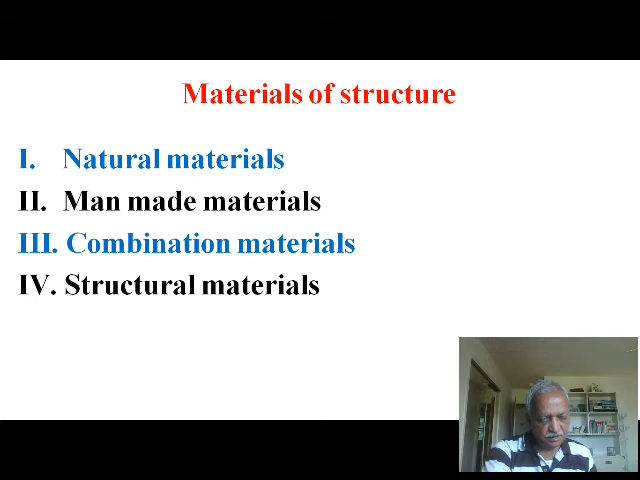 Materials of structure
I. Natural materials
II. Man made materials
III. Combination materials
IV. Structural materials